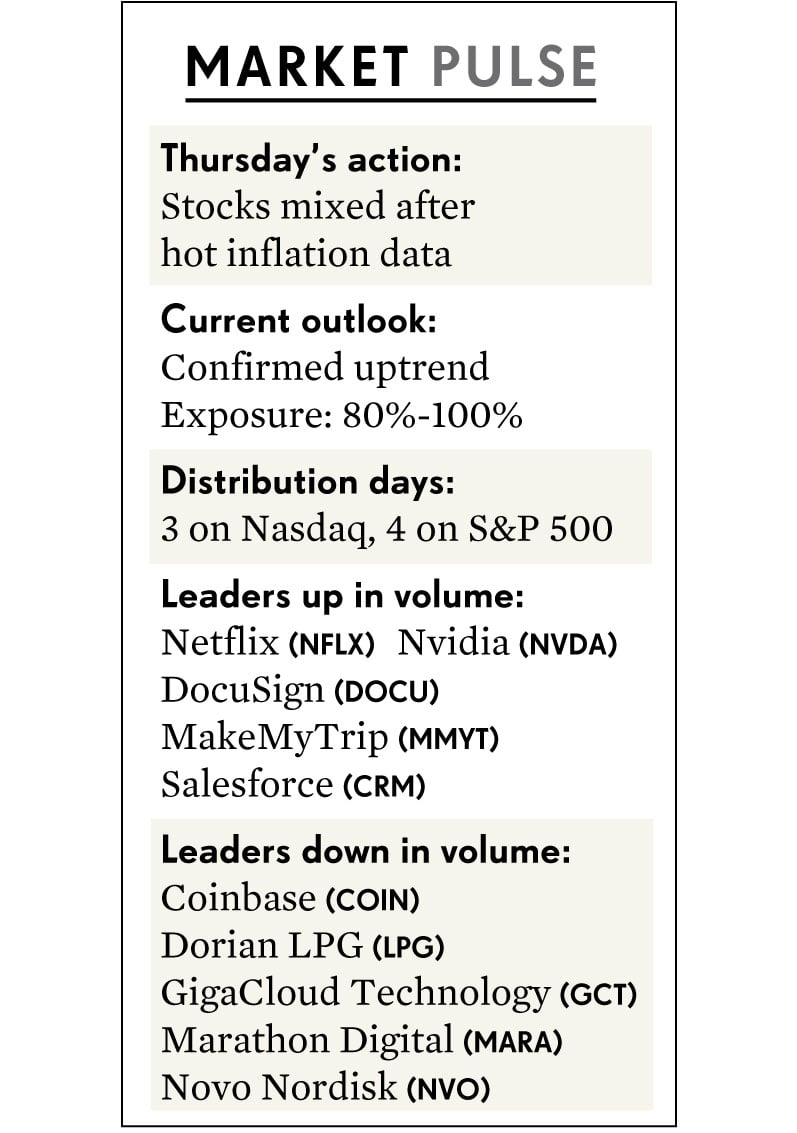 MARKET PULSE
Thursday’s action:
Stocks mixed after
hot inflation data
Current outlook:
Confirmed uptrend
Exposure: 80%-100%
Distribution days:
3 on Nasdaq, 4 on S&P 500
Leaders up in volume:
Netflix (NFLX) Nvidia (NVDA)
DocuSign (DOCU)
MakeMyTrip (MMYT)
Salesforce (CRM)
Leaders down in volume:
Coinbase (COIN)
Dorian LPG (LPG)
GigaCloud Technology (GCT)
Marathon Digital (MARA)
Novo Nordisk (NVO)